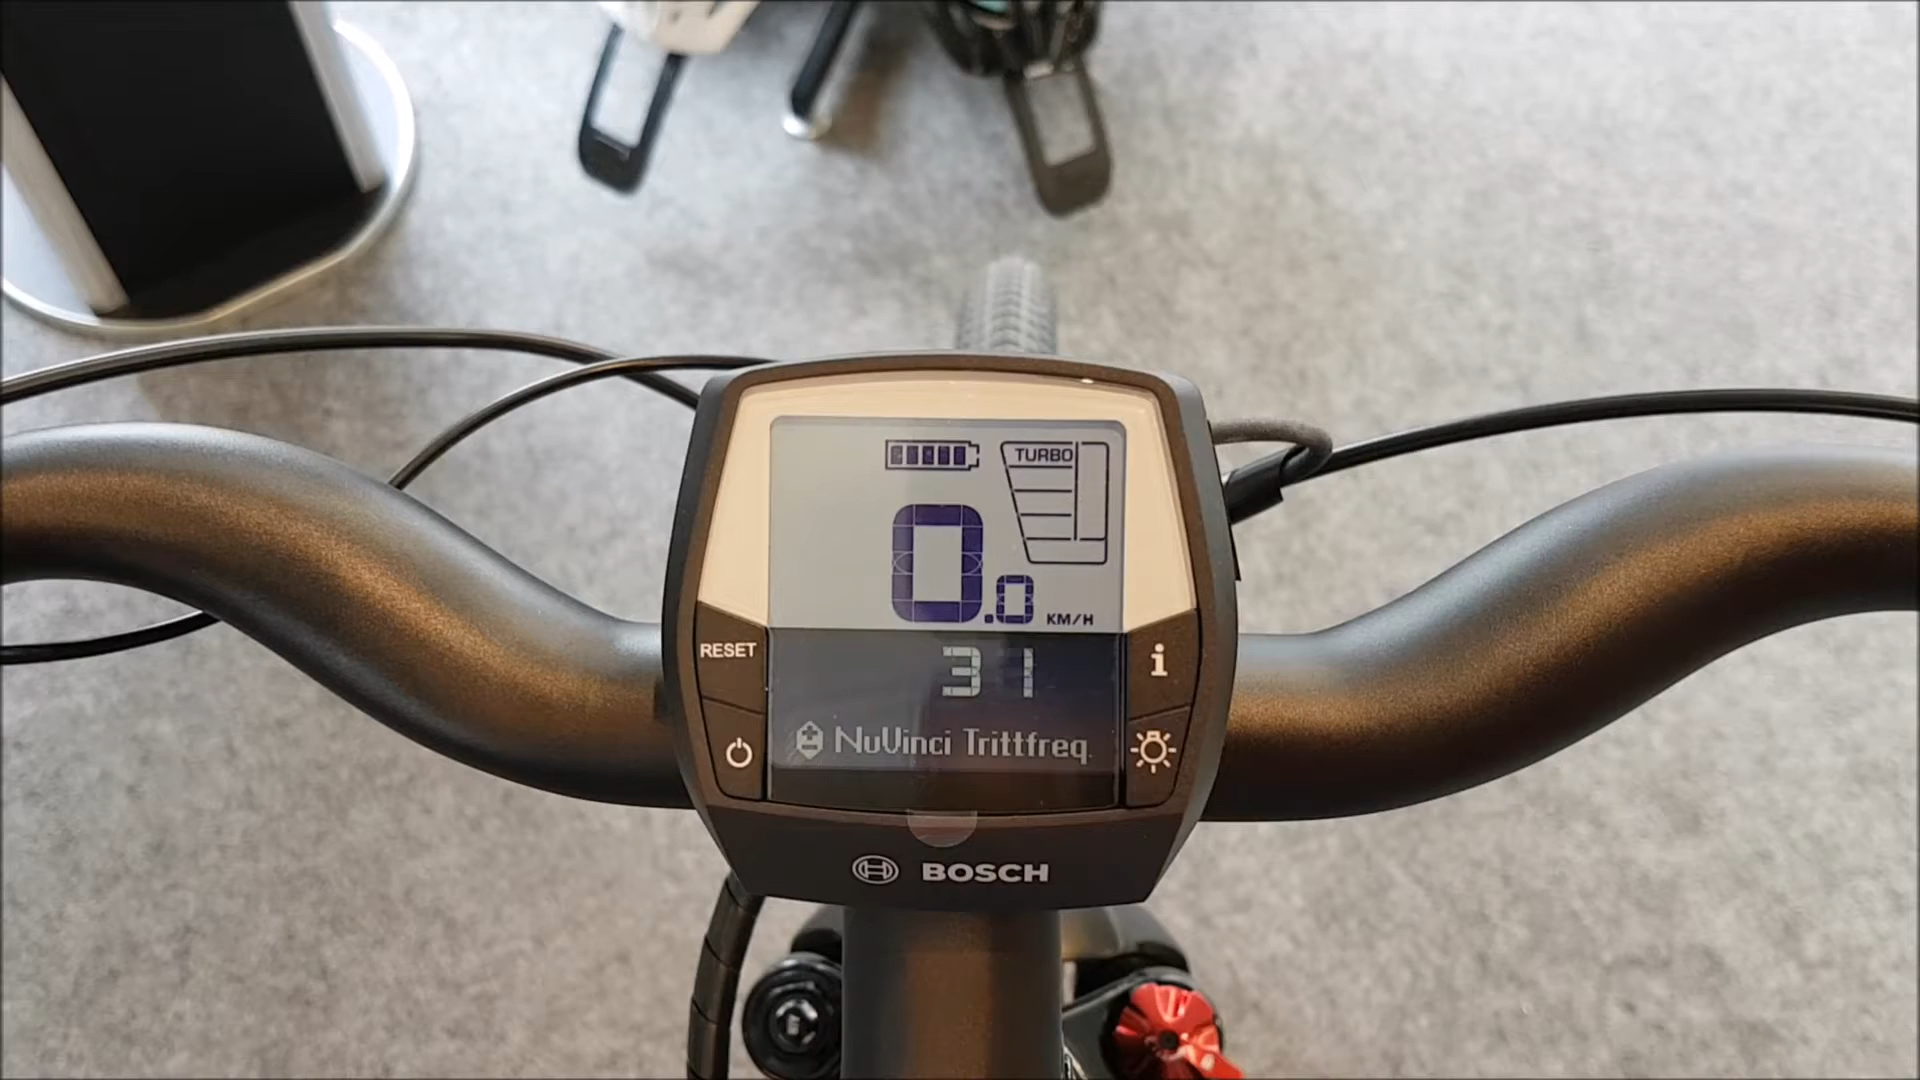 TURBO
0.0 KM/H
RESET
31
i
NuVinci Trittfreq.
BOSCH